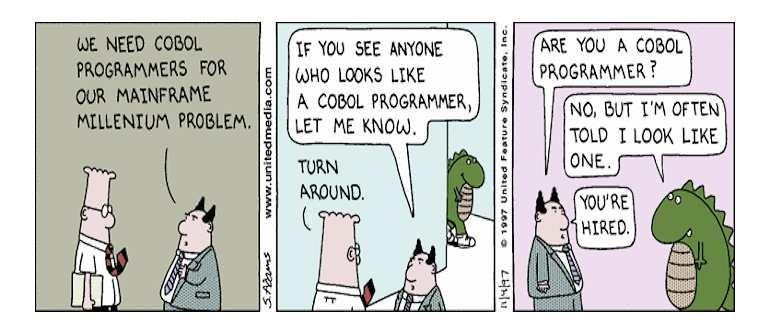 WE NEED COBOL
PROGRAMMERS FOR
OUR MAINFRAME
MILLENIUM PROBLEM.
www.unitedmedia.com
S.Adams
IF YOU SEE ANYONE
WHO LOOKS LIKE
A COBOL PROGRAMMER,
LET ME KNOW.
TURN
AROUND.
11/4/97 © 1997 United Feature Syndicate, Inc.
ARE YOU A COBOL
PROGRAMMER?
NO, BUT I'M OFTEN
TOLD I LOOK LIKE
ONE.
YOU'RE
HIRED.